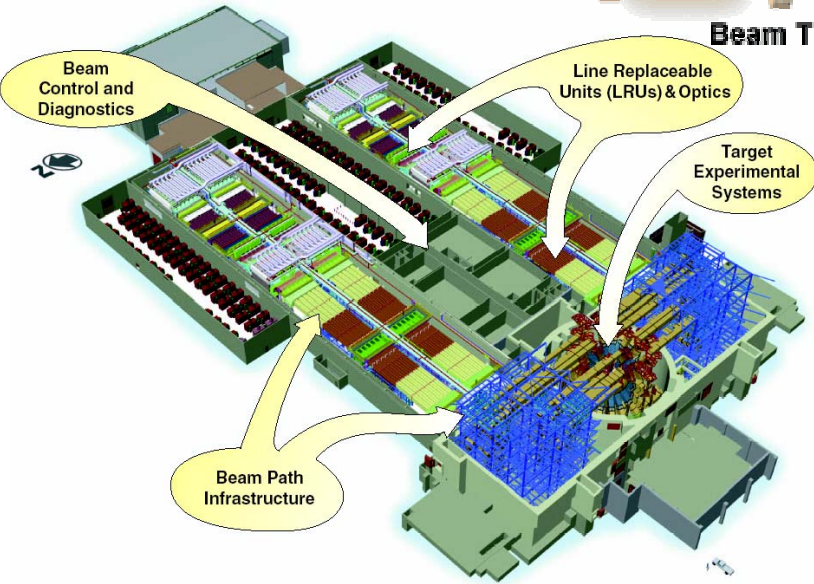 Beam T
Beam
Control and
Diagnostics
Line Replaceable
Units (LRUs) & Optics
Target
Experimental
Systems
N
Beam Path
Infrastructure